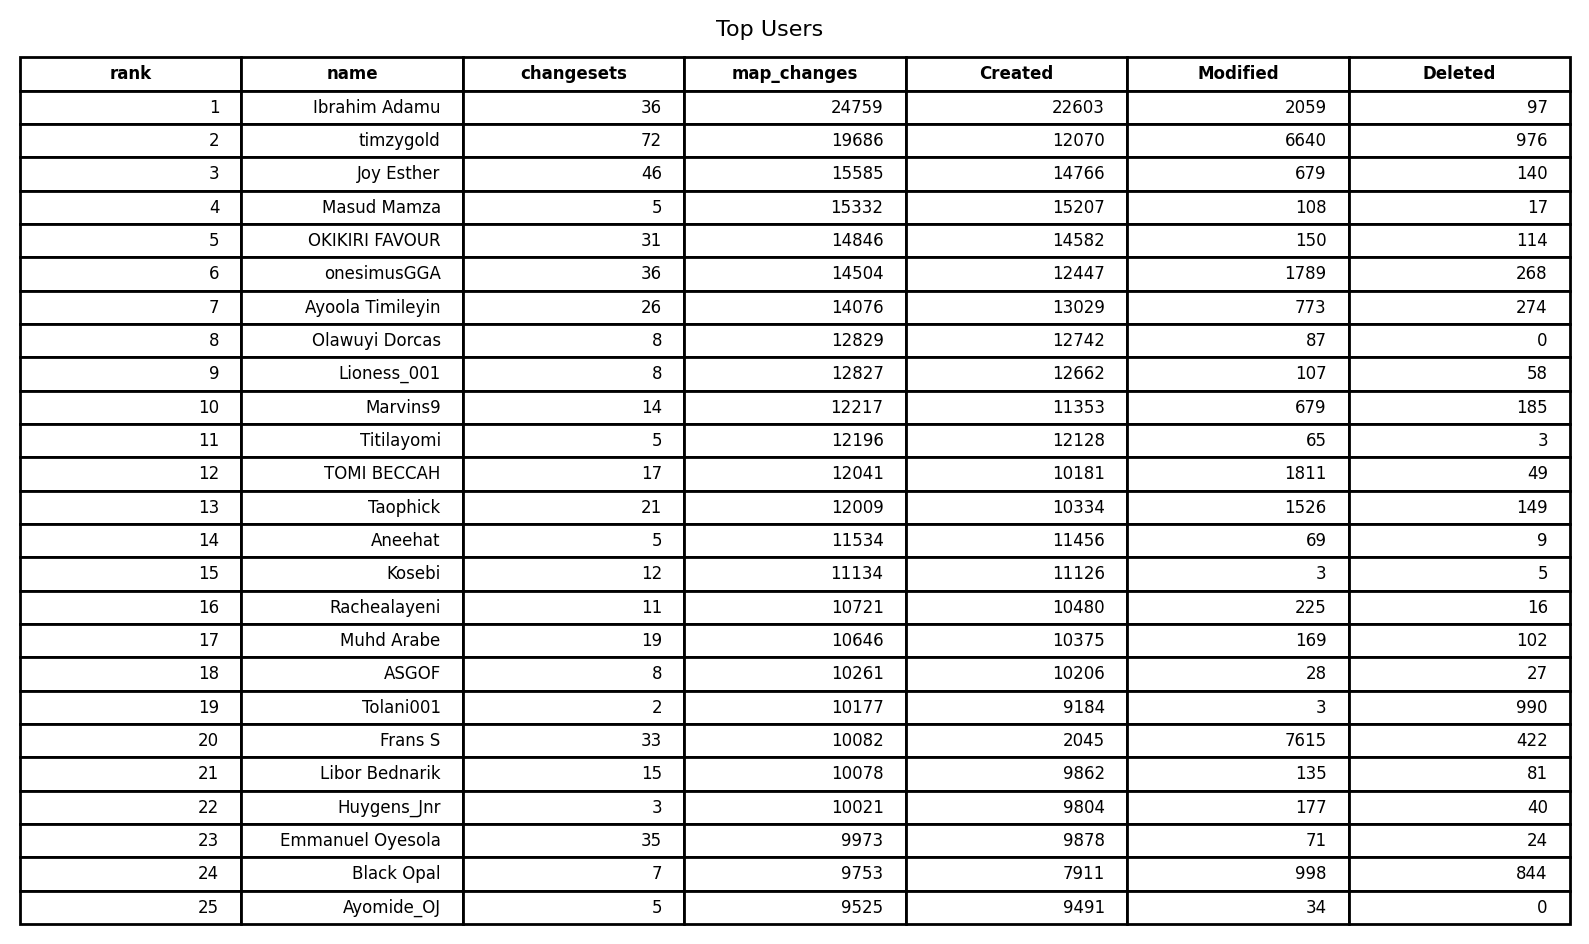 Top Users
rank name changesets map_changes Created Modified Deleted
1 Ibrahim Adamu 36 24759 22603 2059 97
2 timzygold 72 19686 12070 6640 976
3 Joy Esther 46 15585 14766 679 140
4 Masud Mamza 5 15332 15207 108 17
5 OKIKIRI FAVOUR 31 14846 14582 150 114
6 onesimusGGA 36 14504 12447 1789 268
7 Ayoola Timileyin 26 14076 13029 773 274
8 Olawuyi Dorcas 8 12829 12742 87 0
9 Lioness_001 8 12827 12662 107 58
10 Marvins9 14 12217 11353 679 185
11 Titilayomi 5 12196 12128 65 3
12 TOMI BECCAH 17 12041 10181 1811 49
13 Taophick 21 12009 10334 1526 149
14 Aneehat 5 11534 11456 69 9
15 Kosebi 12 11134 11126 3 5
16 Rachealayeni 11 10721 10480 225 16
17 Muhd Arabe 19 10646 10375 169 102
18 ASGOF 8 10261 10206 28 27
19 Tolani001 2 10177 9184 3 990
20 Frans S 33 10082 2045 7615 422
21 Libor Bednarik 15 10078 9862 135 81
22 Huygens_Jnr 3 10021 9804 177 40
23 Emmanuel Oyesola 35 9973 9878 71 24
24 Black Opal 7 9753 7911 998 844
25 Ayomide_OJ 5 9525 9491 34 0